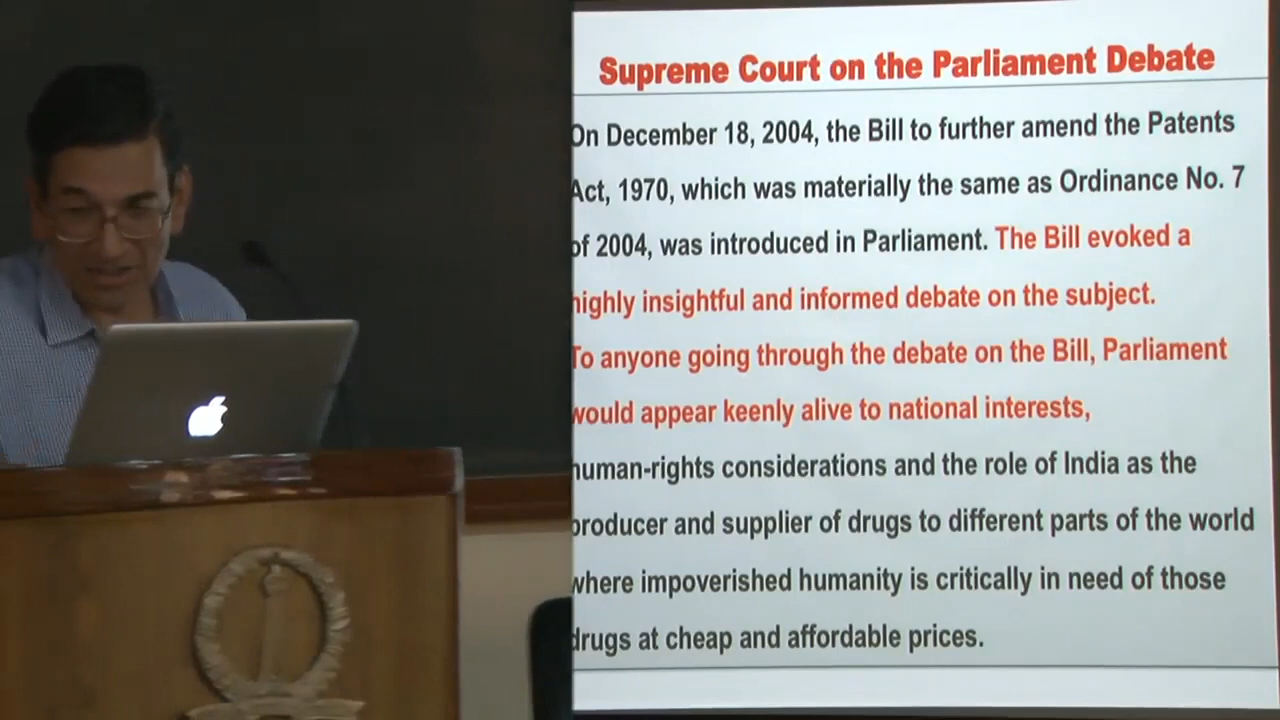 Supreme Court on the Parliament Debate
On December 18, 2004, the Bill to further amend the Patents
Act, 1970, which was materially the same as Ordinance No. 7
of 2004, was introduced in Parliament. The Bill evoked a
highly insightful and informed debate on the subject.
To anyone going through the debate on the Bill, Parliament
would appear keenly alive to national interests,
human-rights considerations and the role of India as the
producer and supplier of drugs to different parts of the world
where impoverished humanity is critically in need of those
drugs at cheap and affordable prices.